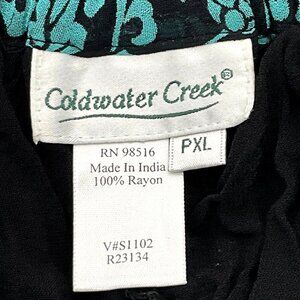 Coldwater Creek®
PXL
RN 98516
Made In India
100% Rayon
V#S1102
R23134